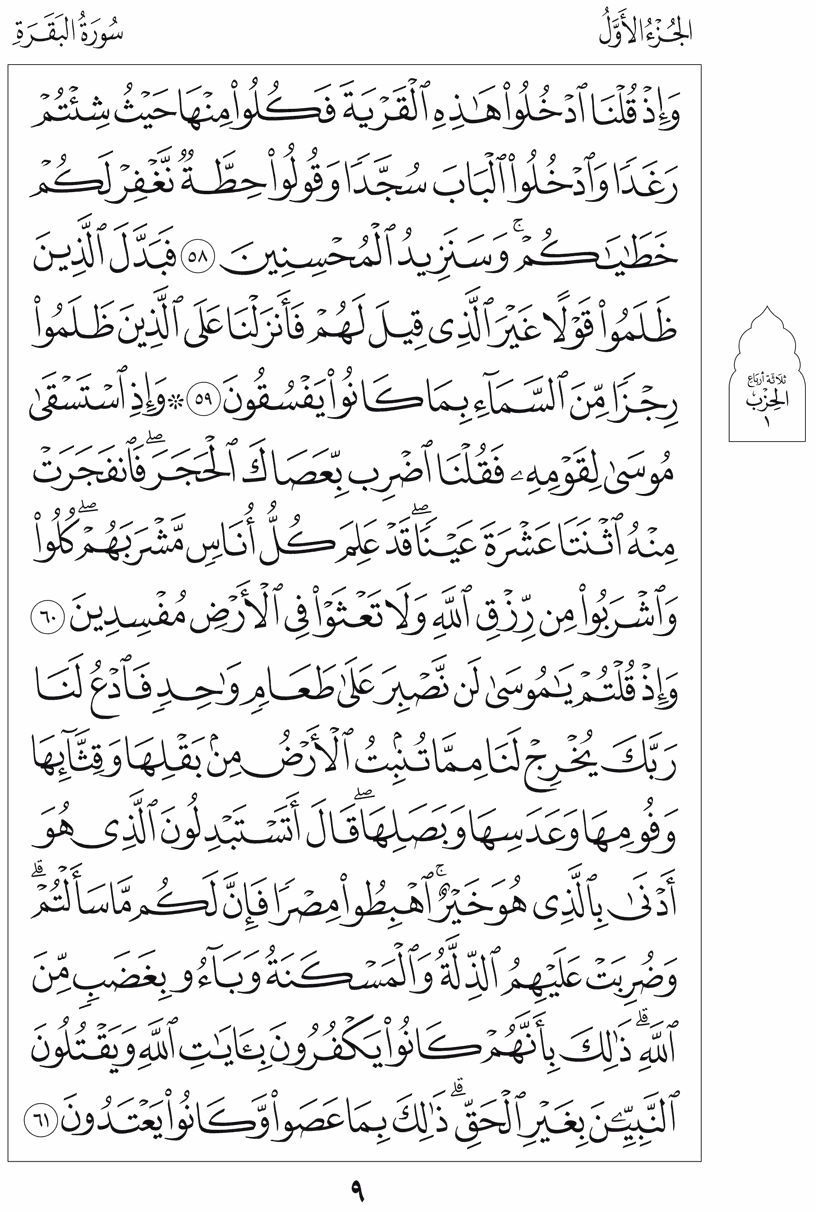 الجُزْءُ الأَوَّلُ
سُورَةُ البَقَرَةِ
وَإِذۡ قُلۡنَا ٱدۡخُلُواْ هَٰذِهِ ٱلۡقَرۡيَةَ فَكُلُواْ مِنۡهَا حَيۡثُ شِئۡتُمۡ
رَغَدٗا وَٱدۡخُلُواْ ٱلۡبَابَ سُجَّدٗا وَقُولُواْ حِطَّةٞ نَّغۡفِرۡ لَكُمۡ
خَطَٰيَٰكُمۡۚ وَسَنَزِيدُ ٱلۡمُحۡسِنِينَ ٥٨ فَبَدَّلَ ٱلَّذِينَ
ظَلَمُواْ قَوۡلًا غَيۡرَ ٱلَّذِي قِيلَ لَهُمۡ فَأَنزَلۡنَا عَلَى ٱلَّذِينَ ظَلَمُواْ
رِجۡزٗا مِّنَ ٱلسَّمَآءِ بِمَا كَانُواْ يَفۡسُقُونَ ٥٩ ۞ وَإِذِ ٱسۡتَسۡقَىٰ
مُوسَىٰ لِقَوۡمِهِۦ فَقُلۡنَا ٱضۡرِب بِّعَصَاكَ ٱلۡحَجَرَۖ فَٱنفَجَرَتۡ
مِنۡهُ ٱثۡنَتَا عَشۡرَةَ عَيۡنٗاۖ قَدۡ عَلِمَ كُلُّ أُنَاسٖ مَّشۡرَبَهُمۡۖ كُلُواْ
وَٱشۡرَبُواْ مِن رِّزۡقِ ٱللَّهِ وَلَا تَعۡثَوۡاْ فِي ٱلۡأَرۡضِ مُفۡسِدِينَ ٦٠
وَإِذۡ قُلۡتُمۡ يَٰمُوسَىٰ لَن نَّصۡبِرَ عَلَىٰ طَعَامٖ وَٰحِدٖ فَٱدۡعُ لَنَا
رَبَّكَ يُخۡرِجۡ لَنَا مِمَّا تُنۢبِتُ ٱلۡأَرۡضُ مِنۢ بَقۡلِهَا وَقِثَّآئِهَا
وَفُومِهَا وَعَدَسِهَا وَبَصَلِهَاۖ قَالَ أَتَسۡتَبۡدِلُونَ ٱلَّذِي هُوَ
أَدۡنَىٰ بِٱلَّذِي هُوَ خَيۡرٌۚ ٱهۡبِطُواْ مِصۡرٗا فَإِنَّ لَكُم مَّا سَأَلۡتُمۡۗ
وَضُرِبَتۡ عَلَيۡهِمُ ٱلذِّلَّةُ وَٱلۡمَسۡكَنَةُ وَبَآءُو بِغَضَبٖ مِّنَ
ٱللَّهِۗ ذَٰلِكَ بِأَنَّهُمۡ كَانُواْ يَكۡفُرُونَ بِـَٔايَٰتِ ٱللَّهِ وَيَقۡتُلُونَ
ٱلنَّبِيِّـۧنَ بِغَيۡرِ ٱلۡحَقِّۗ ذَٰلِكَ بِمَا عَصَواْ وَّكَانُواْ يَعۡتَدُونَ ٦١
ثلاثة أرباع
الحِزْب
١
٩